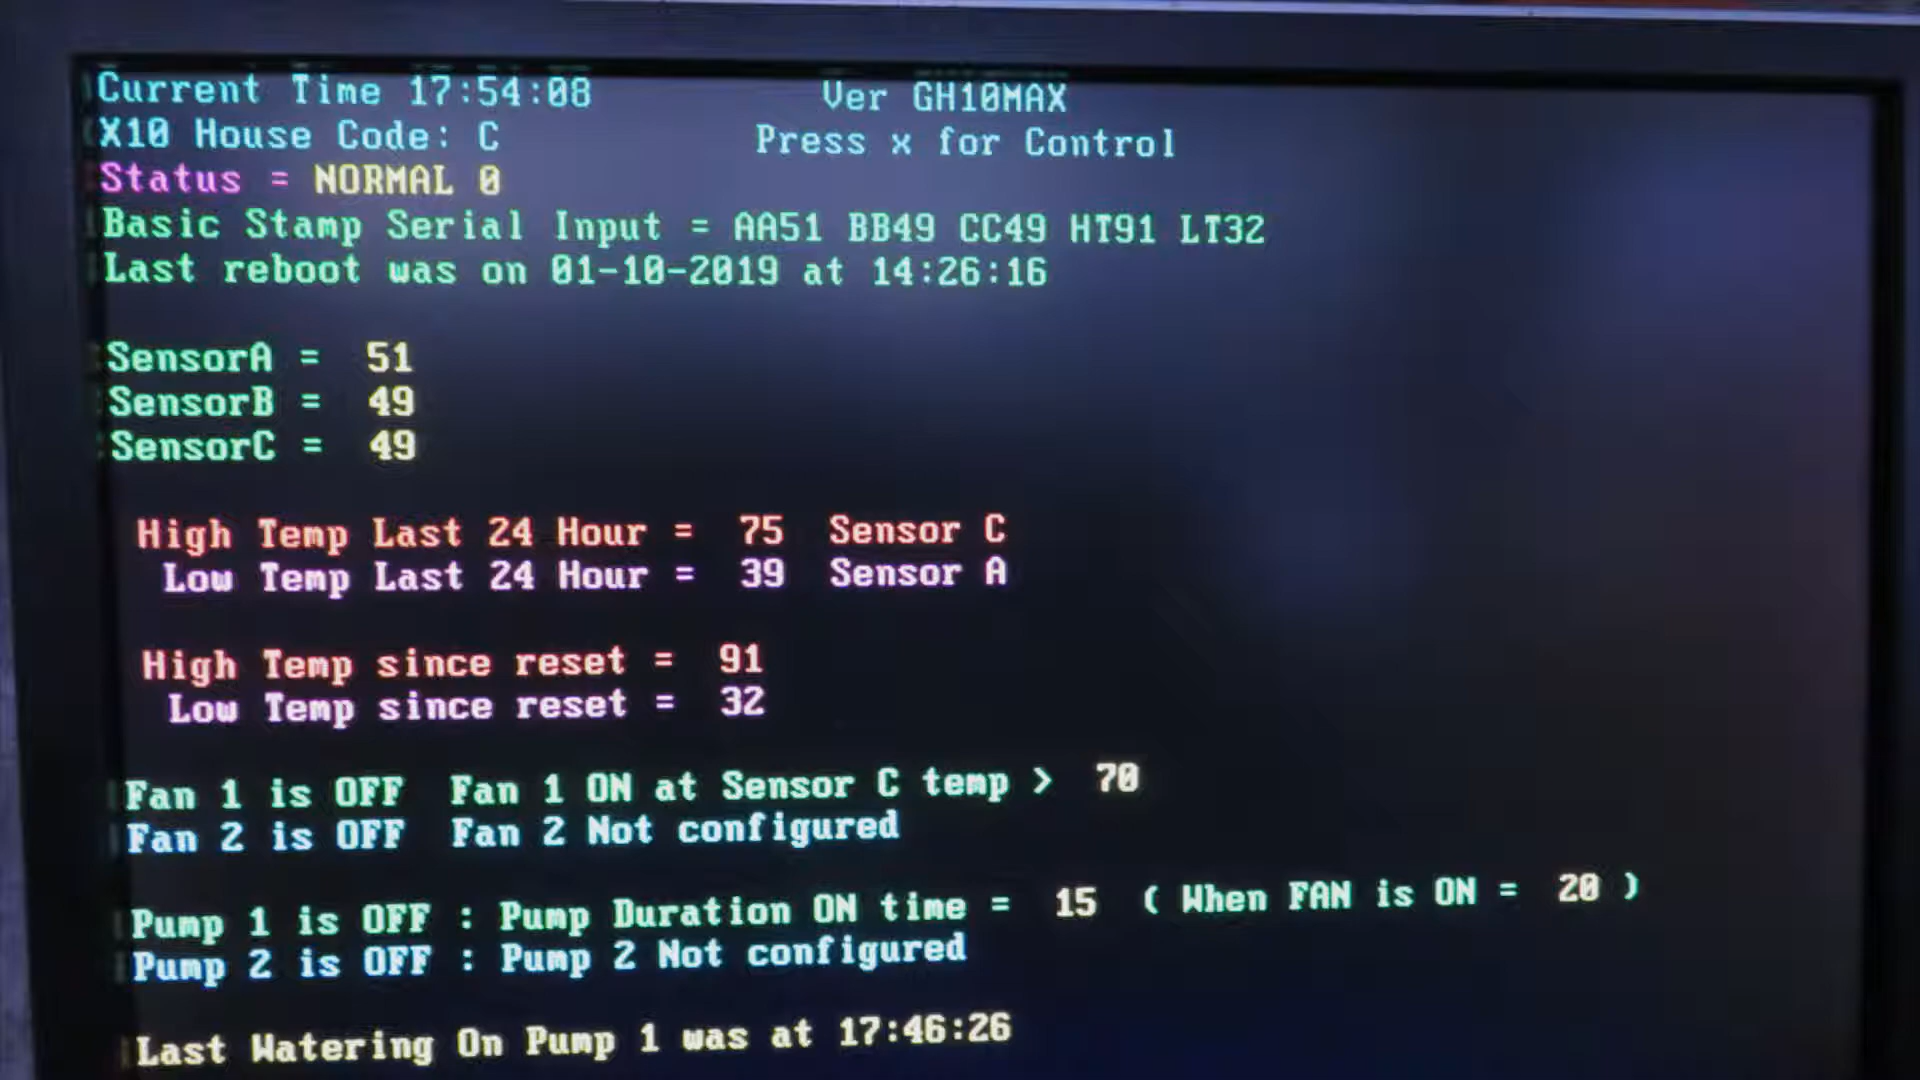 Current Time 17:54:08 Ver GH10MAX
X10 House Code: C Press x for Control
Status = NORMAL 0
Basic Stamp Serial Input = AA51 BB49 CC49 HT91 LT32
Last reboot was on 01-10-2019 at 14:26:16
SensorA = 51
SensorB = 49
SensorC = 49
High Temp Last 24 Hour = 75 Sensor C
Low Temp Last 24 Hour = 39 Sensor A
High Temp since reset = 91
Low Temp since reset = 32
Fan 1 is OFF Fan 1 ON at Sensor C temp > 70
Fan 2 is OFF Fan 2 Not configured
Pump 1 is OFF : Pump Duration ON time = 15 ( When FAN is ON = 20 )
Pump 2 is OFF : Pump 2 Not configured
Last Watering On Pump 1 was at 17:46:26